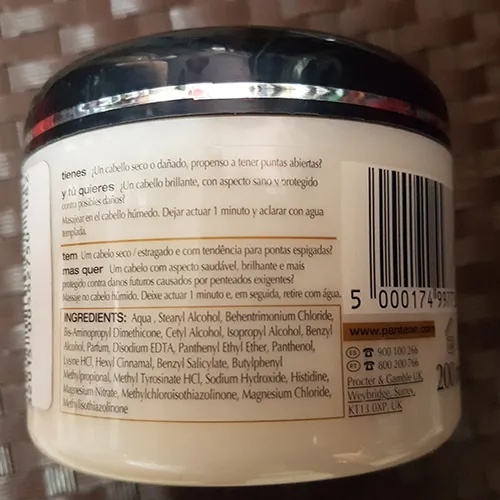 tienes ¿Un cabello seco o dañado, propenso a tener puntas abiertas?
y tú quieres ¿Un cabello brillante, con aspecto sano y protegido
contra posibles daños?
Masajear en el cabello húmedo. Dejar actuar 1 minuto y aclarar con agua
templada.
tem Um cabelo seco / estragado e com tendência para pontas espigadas?
mas quer Um cabelo com aspecto saudável, brilhante e mais
protegido contra danos futuros causados por penteados exigentes?
Massaje no cabelo húmido. Deixe actuar 1 minuto e, em seguida, retire com água.
INGREDIENTS: Aqua, Stearyl Alcohol, Behentrimonium Chloride,
Bis-Aminopropyl Dimethicone, Cetyl Alcohol, Isopropyl Alcohol, Benzyl
Alcohol, Parfum, Disodium EDTA, Panthenyl Ethyl Ether, Panthenol,
Lysine HCl, Hexyl Cinnamal, Benzyl Salicylate, Butylphenyl
Methylpropional, Methyl Tyrosinate HCl, Sodium Hydroxide, Histidine,
Magnesium Nitrate, Methylchloroisothiazolinone, Magnesium Chloride,
Methylisothiazolinone
5 000174
www.pantene.com
ES 900 100 266
PT 800 200 766
Procter & Gamble UK,
Weybridge, Surrey,
KT13 0XP, UK
200